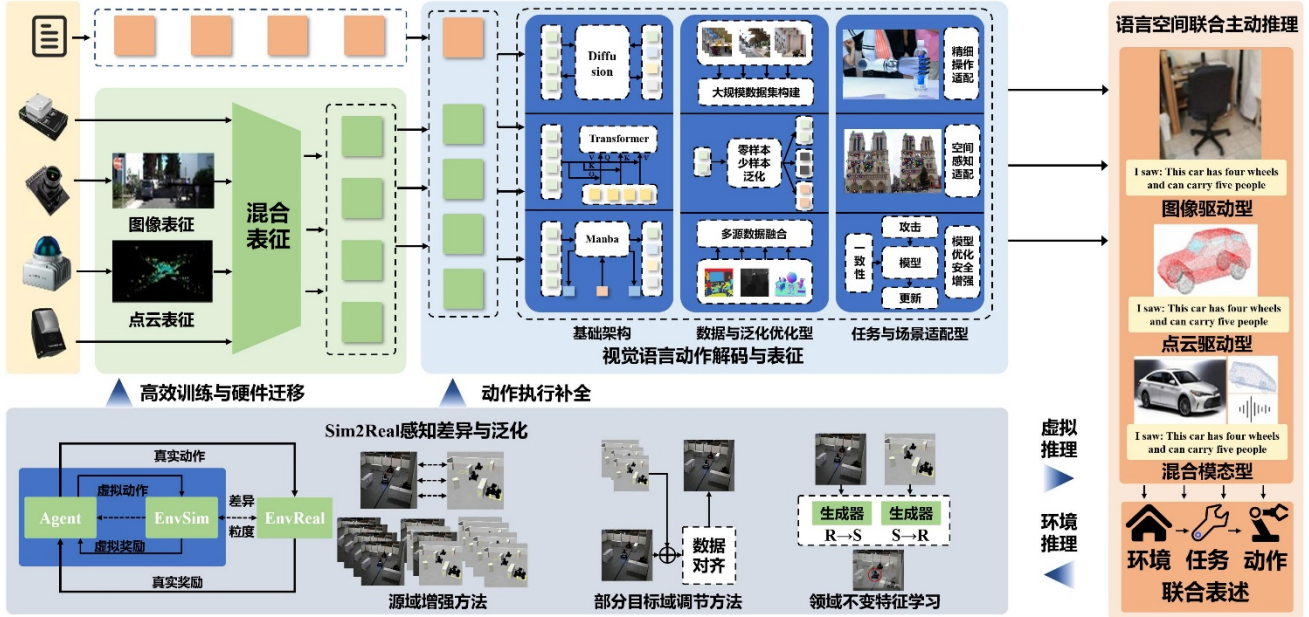 图像表征
点云表征
混合
表征
Diffu
sion
Transformer
V Q K V
K
Q
Manba
基础架构
大规模数据集构建
零样本
少样本
泛化
多源数据融合
数据与泛化优化型
精细
操作
适配
空间
感知
适配
攻击
一致性
模型
更新
模型
优化
安全
增强
任务与场景适配型
视觉语言动作解码与表征
语言空间联合主动推理
I saw: This car has four wheels
and can carry five people
图像驱动型
I saw: This car has four wheels
and can carry five people
点云驱动型
I saw: This car has four wheels
and can carry five people
混合模态型
环境
任务
动作
联合表述
高效训练与硬件迁移
动作执行补全
Sim2Real感知差异与泛化
真实动作
虚拟动作
Agent
EnvSim
差异
粒度
EnvReal
虚拟奖励
真实奖励
源域增强方法
数据
对齐
部分目标域调节方法
生成器
生成器
R→S
S→R
领域不变特征学习
虚拟
推理
环境
推理